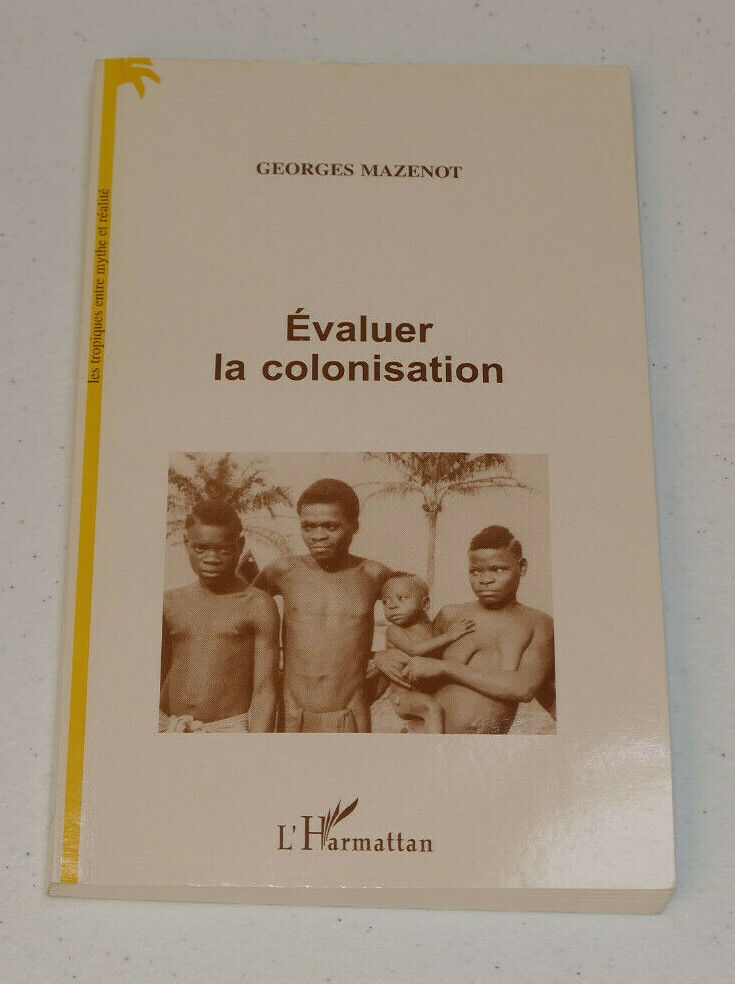 GEORGES MAZENOT
Évaluer
la colonisation
L'Harmattan
les tropiques entre mythe et réalité